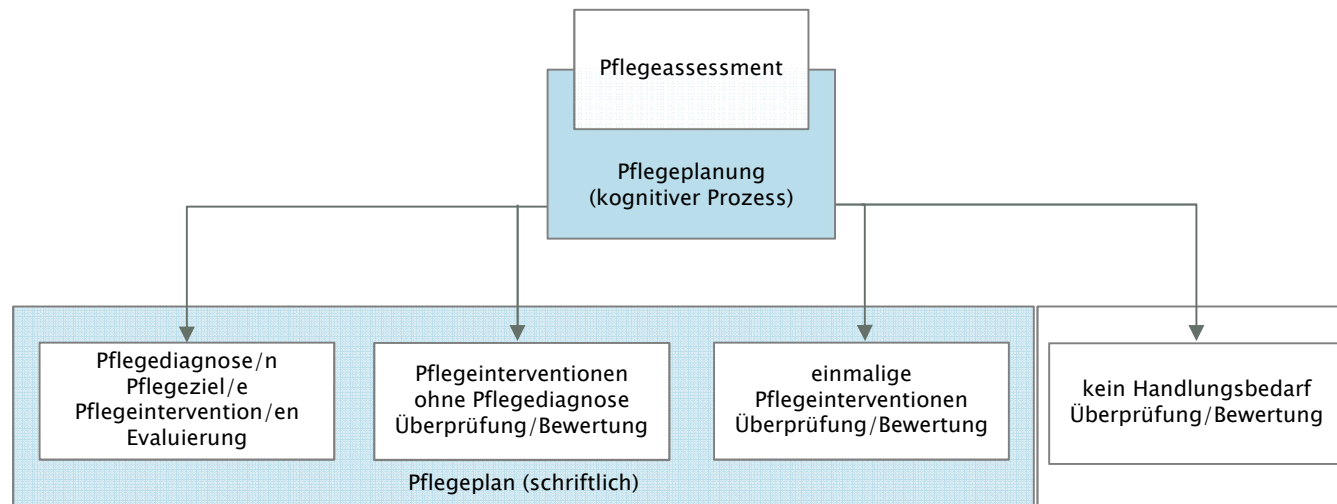 Pflegeassessment
Pflegeplanung
(kognitiver Prozess)
Pflegediagnose/n
Pflegeziel/e
Pflegeintervention/en
Evaluierung
Pflegeinterventionen
ohne Pflegediagnose
Überprüfung/Bewertung
einmalige
Pflegeinterventionen
Überprüfung/Bewertung
kein Handlungsbedarf
Überprüfung/Bewertung
Pflegeplan (schriftlich)